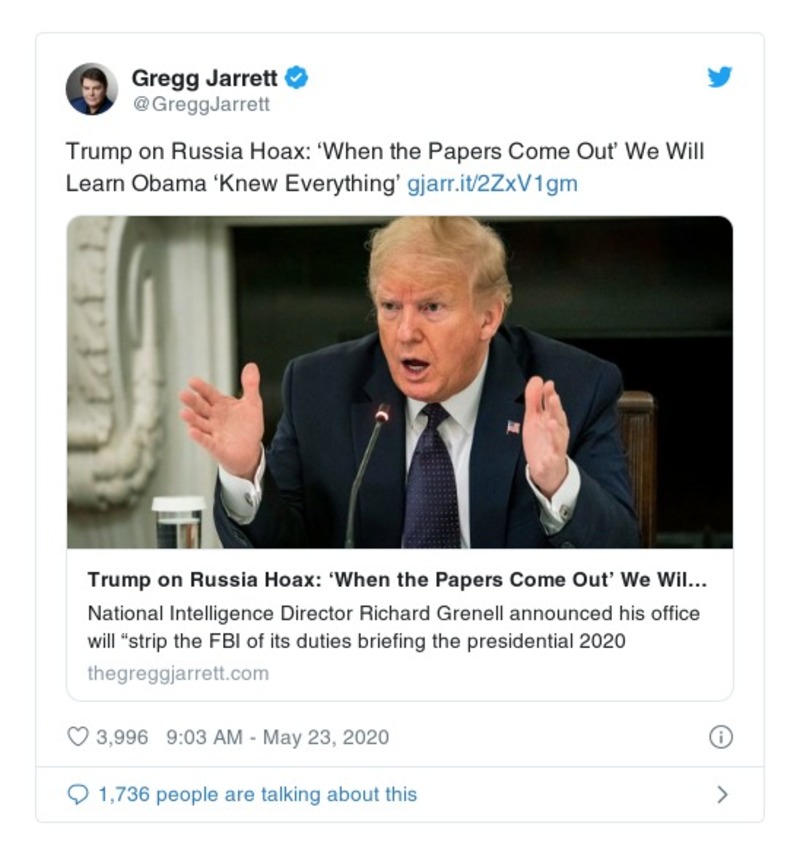 Gregg Jarrett
@GreggJarrett
Trump on Russia Hoax: ‘When the Papers Come Out’ We Will
Learn Obama ‘Knew Everything’ gjarr.it/2ZxV1gm
Trump on Russia Hoax: ‘When the Papers Come Out’ We Wil...
National Intelligence Director Richard Grenell announced his office
will “strip the FBI of its duties briefing the presidential 2020
thegreggjarrett.com
3,996 9:03 AM - May 23, 2020
1,736 people are talking about this